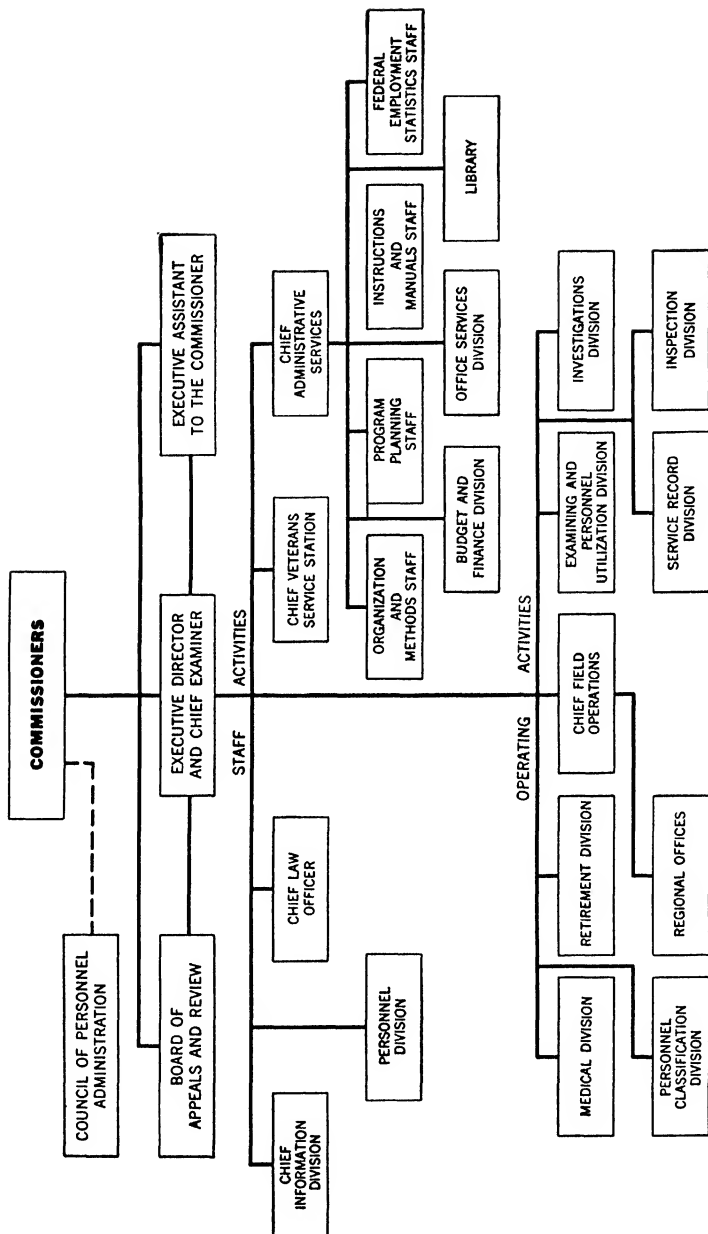 COMMISSIONERS
COUNCIL OF PERSONNEL
ADMINISTRATION
BOARD OF
APPEALS AND REVIEW
EXECUTIVE DIRECTOR
AND CHIEF EXAMINER
EXECUTIVE ASSISTANT
TO THE COMMISSIONER
STAFF ACTIVITIES
CHIEF
INFORMATION
DIVISION
PERSONNEL
DIVISION
CHIEF LAW
OFFICER
CHIEF VETERANS
SERVICE STATION
CHIEF
ADMINISTRATIVE
SERVICES
ORGANIZATION
AND
METHODS STAFF
PROGRAM
PLANNING
STAFF
INSTRUCTIONS
AND
MANUALS STAFF
FEDERAL
EMPLOYMENT
STATISTICS STAFF
BUDGET AND
FINANCE DIVISION
OFFICE SERVICES
DIVISION
LIBRARY
OPERATING ACTIVITIES
MEDICAL DIVISION
RETIREMENT DIVISION
CHIEF FIELD
OPERATIONS
EXAMINING AND
PERSONNEL
UTILIZATION DIVISION
INVESTIGATIONS
DIVISION
PERSONNEL
CLASSIFICATION
DIVISION
REGIONAL OFFICES
SERVICE RECORD
DIVISION
INSPECTION
DIVISION